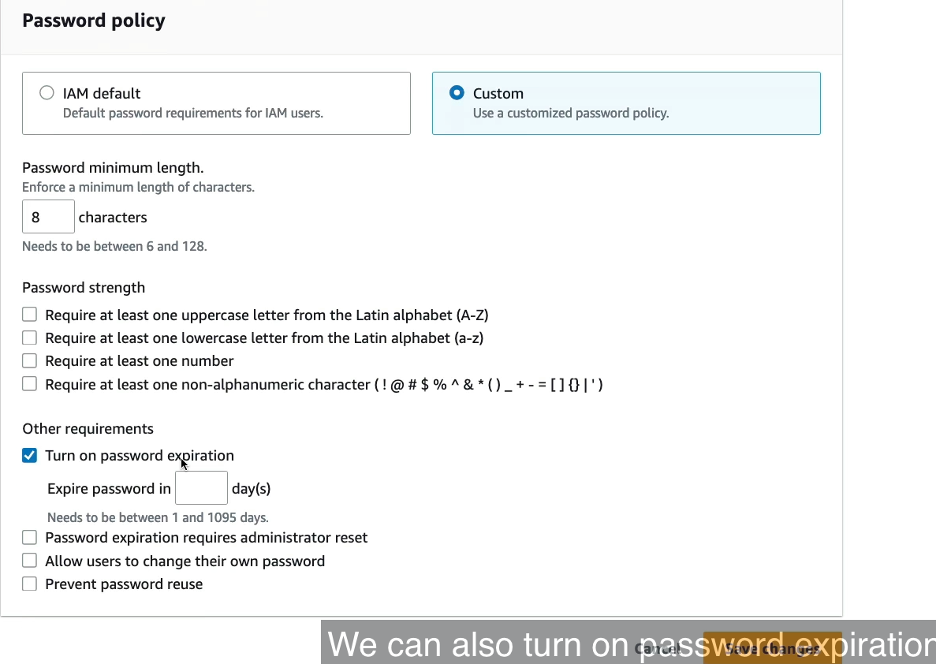 Password policy
IAM default
Default password requirements for IAM users.
Custom
Use a customized password policy.
Password minimum length.
Enforce a minimum length of characters.
8 characters
Needs to be between 6 and 128.
Password strength
Require at least one uppercase letter from the Latin alphabet (A-Z)
Require at least one lowercase letter from the Latin alphabet (a-z)
Require at least one number
Require at least one non-alphanumeric character ( ! @ # $ % ^ & * ( ) _ + - = [ ] {} | ' )
Other requirements
Turn on password expiration
Expire password in day(s)
Needs to be between 1 and 1095 days.
Password expiration requires administrator reset
Allow users to change their own password
Prevent password reuse
Cancel Save changes
We can also turn on password expiration